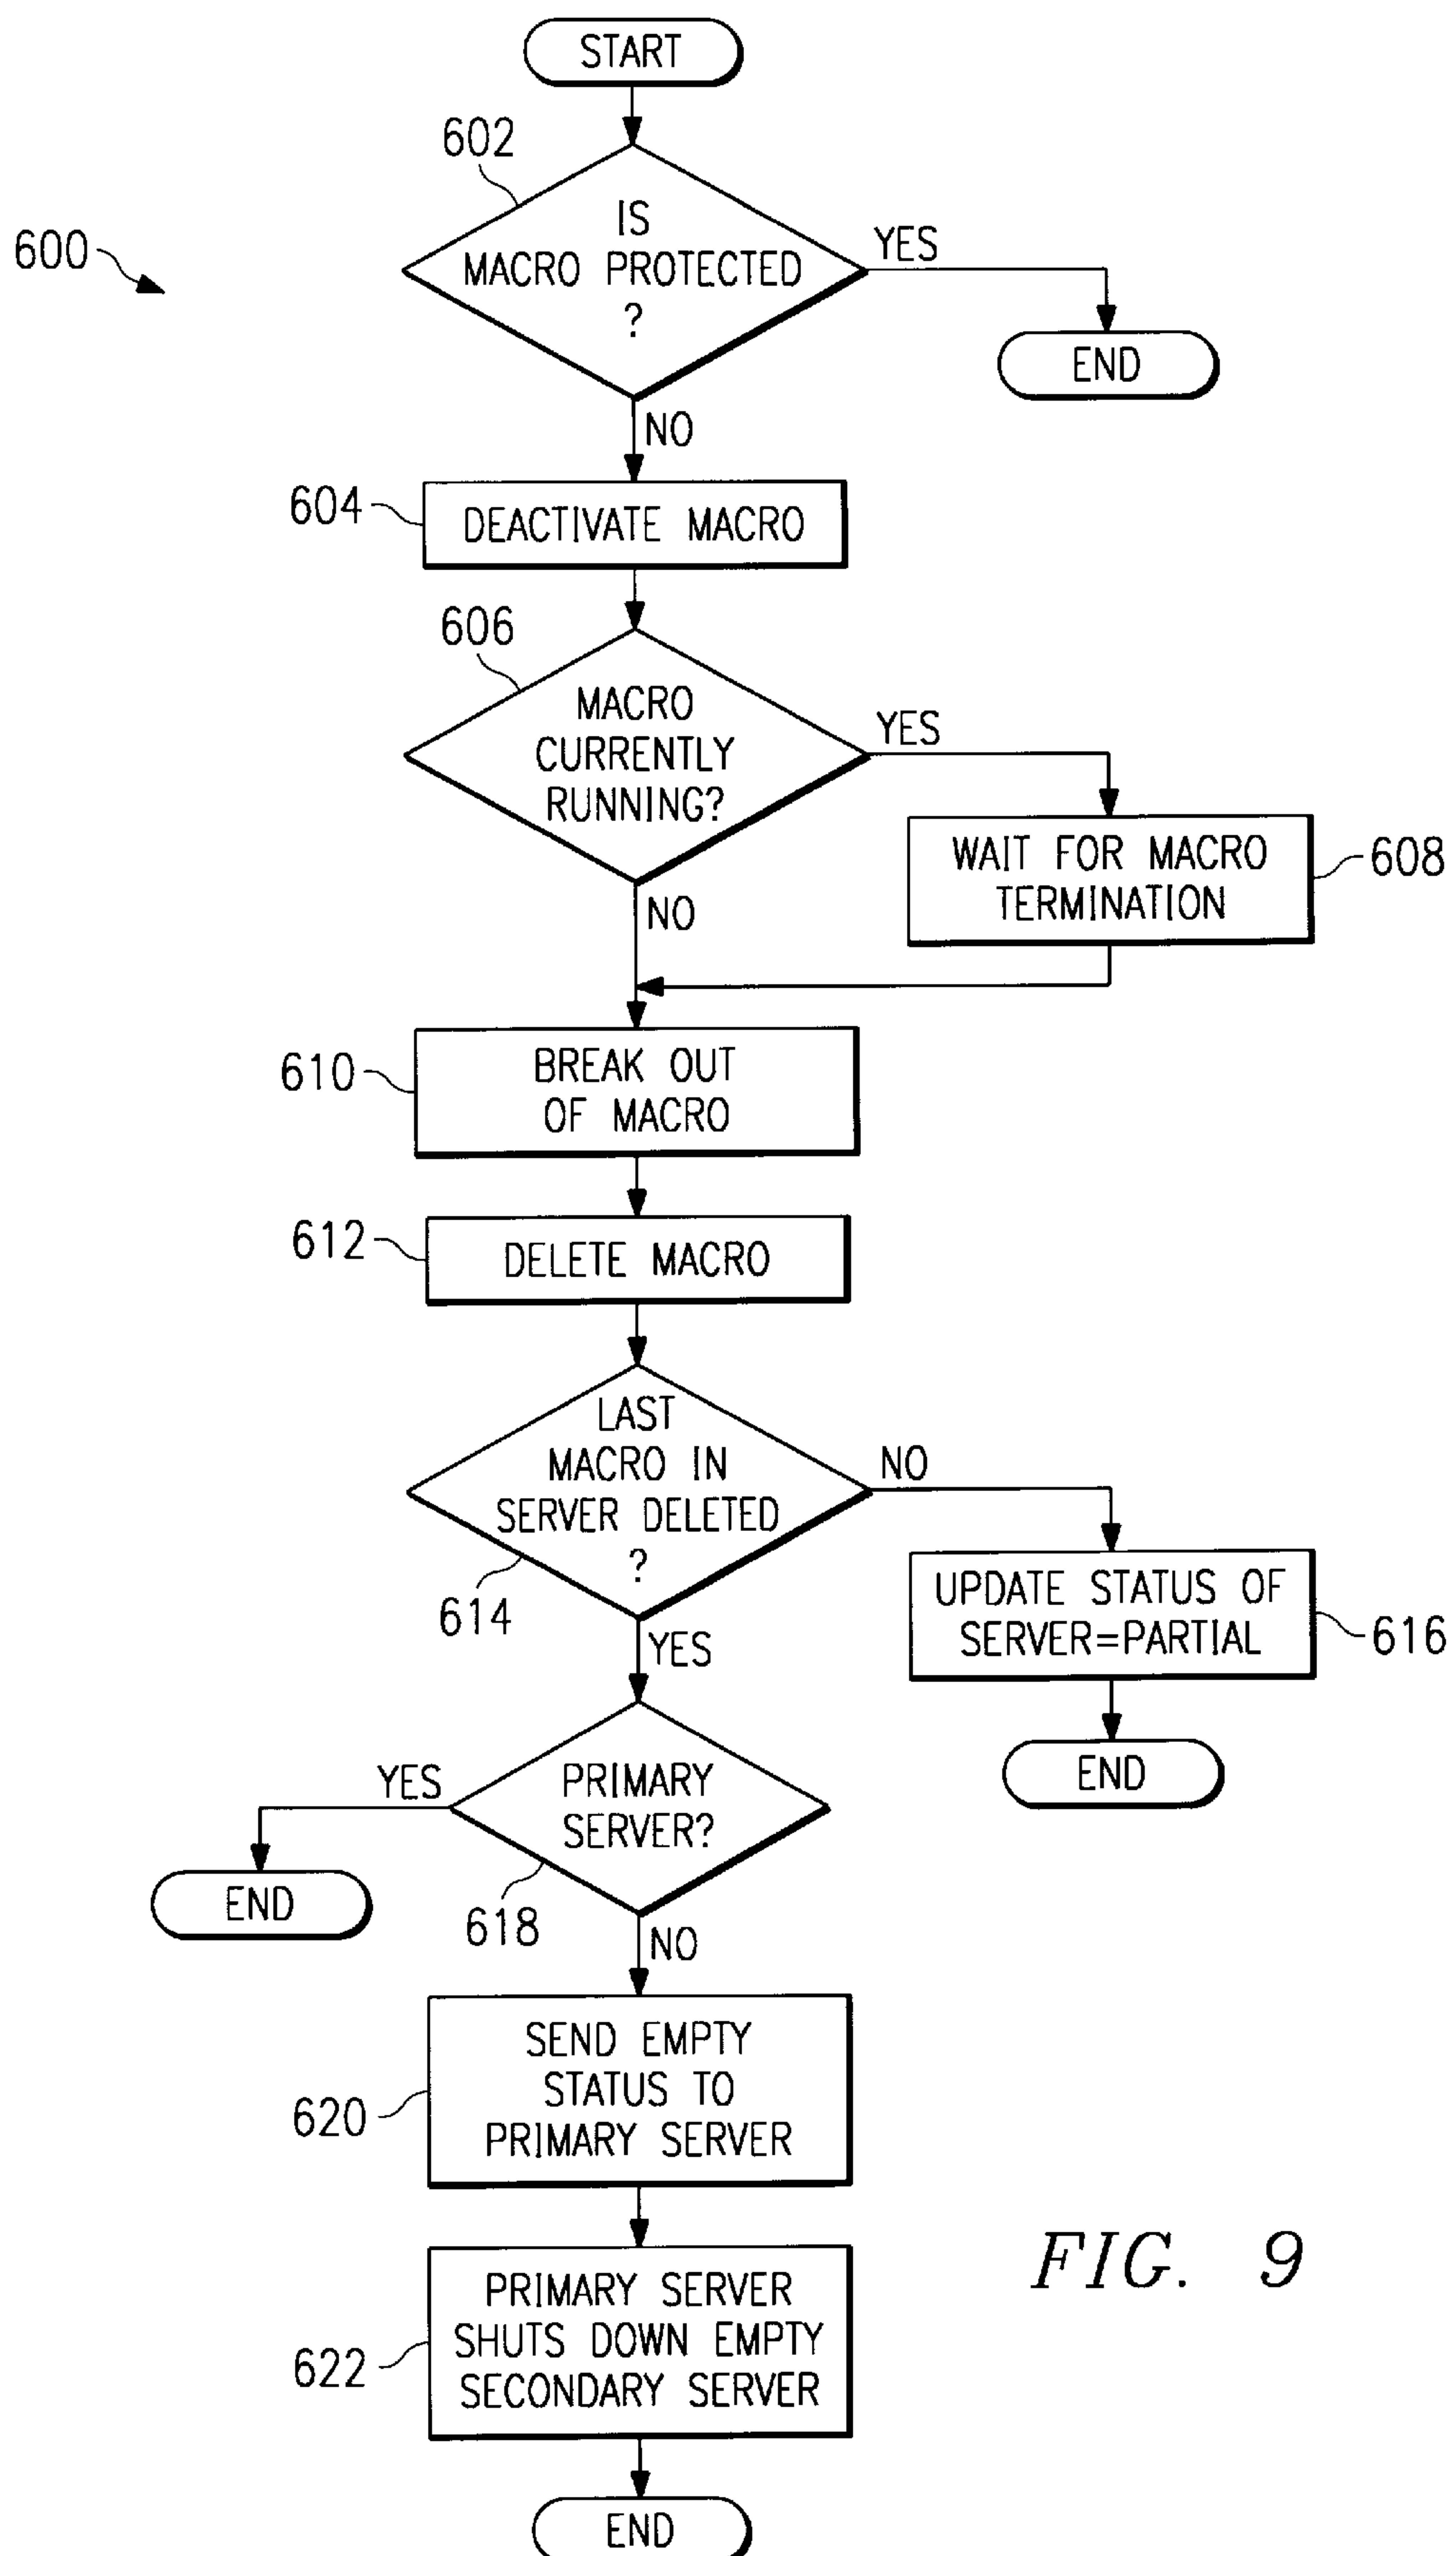 START
602
600
IS
MACRO PROTECTED
?
YES
END
NO
604
DEACTIVATE MACRO
606
MACRO
CURRENTLY
RUNNING?
YES
WAIT FOR MACRO
TERMINATION
608
NO
610
BREAK OUT
OF MACRO
612
DELETE MACRO
LAST
MACRO IN
SERVER DELETED
?
NO
614
UPDATE STATUS OF
SERVER=PARTIAL
616
YES
END
PRIMARY
SERVER?
YES
END
618
NO
SEND EMPTY
STATUS TO
PRIMARY SERVER
620
PRIMARY SERVER
SHUTS DOWN EMPTY
SECONDARY SERVER
622
END
FIG. 9